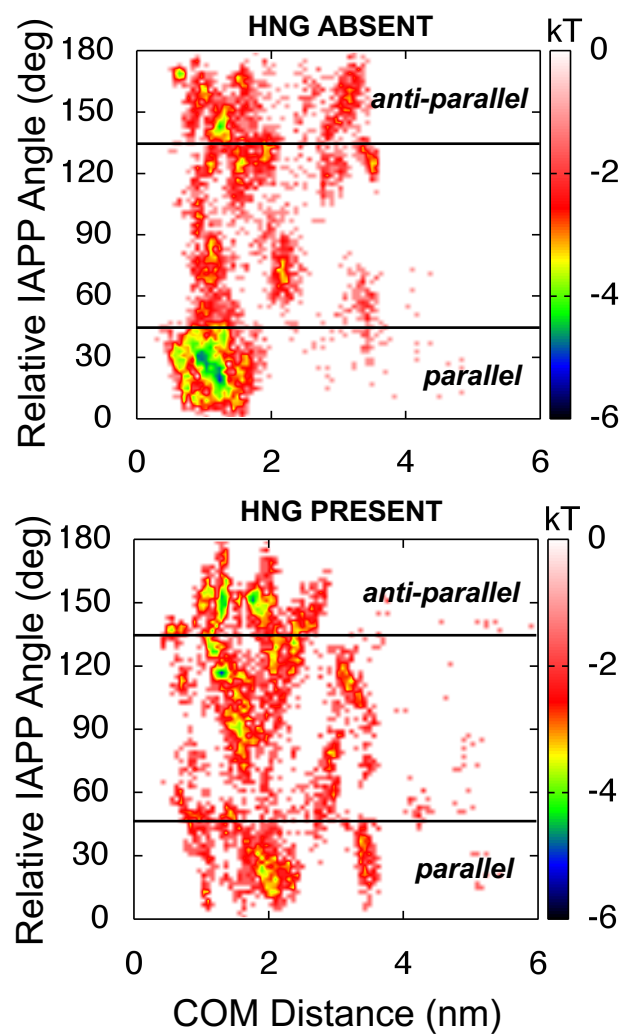 HNG ABSENT
kT
Relative IAPP Angle (deg)
180
150
120
90
60
30
0
anti-parallel
parallel
0
-2
-4
-6
0 2 4 6
HNG PRESENT
kT
Relative IAPP Angle (deg)
180
150
120
90
60
30
0
anti-parallel
parallel
0
-2
-4
-6
0 2 4 6
COM Distance (nm)